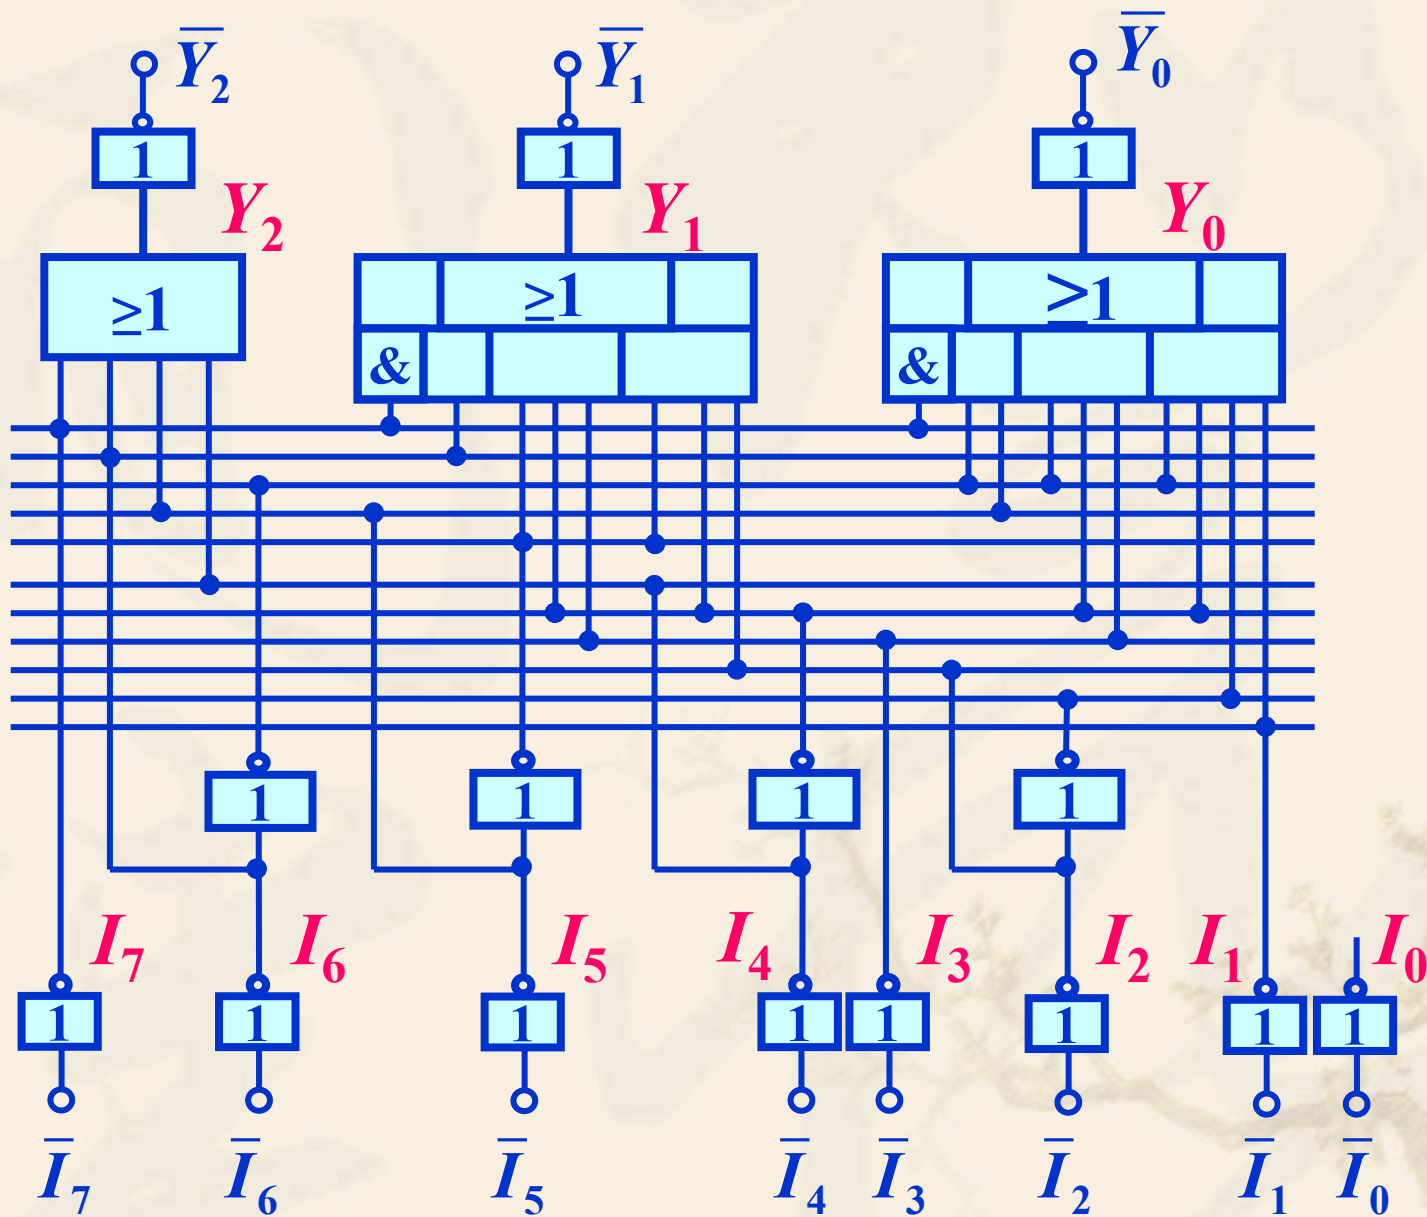 Y̅₂ Y̅₁ Y̅₀
1 1 1
Y₂ Y₁ Y₀
≥1 ≥1 ≥1
& &
1 1 1 1
I₇ I₆ I₅ I₄ I₃ I₂ I₁ I₀
1 1 1 1 1 1 1 1
I̅₇ I̅₆ I̅₅ I̅₄ I̅₃ I̅₂ I̅₁ I̅₀